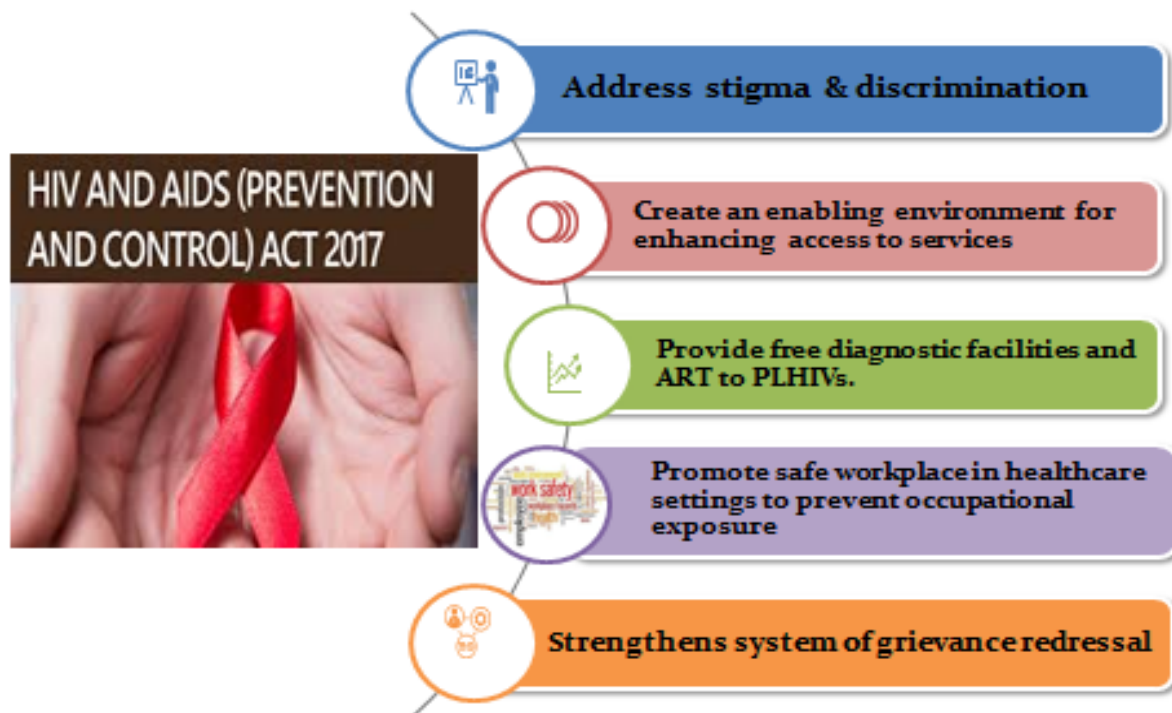 Address stigma & discrimination
HIV AND AIDS (PREVENTION
AND CONTROL) ACT 2017
Create an enabling environment for
enhancing access to services
Provide free diagnostic facilities and
ART to PLHIVs.
Promote safe workplace in healthcare
settings to prevent occupational
exposure
work safety
Strengthens system of grievance redressal